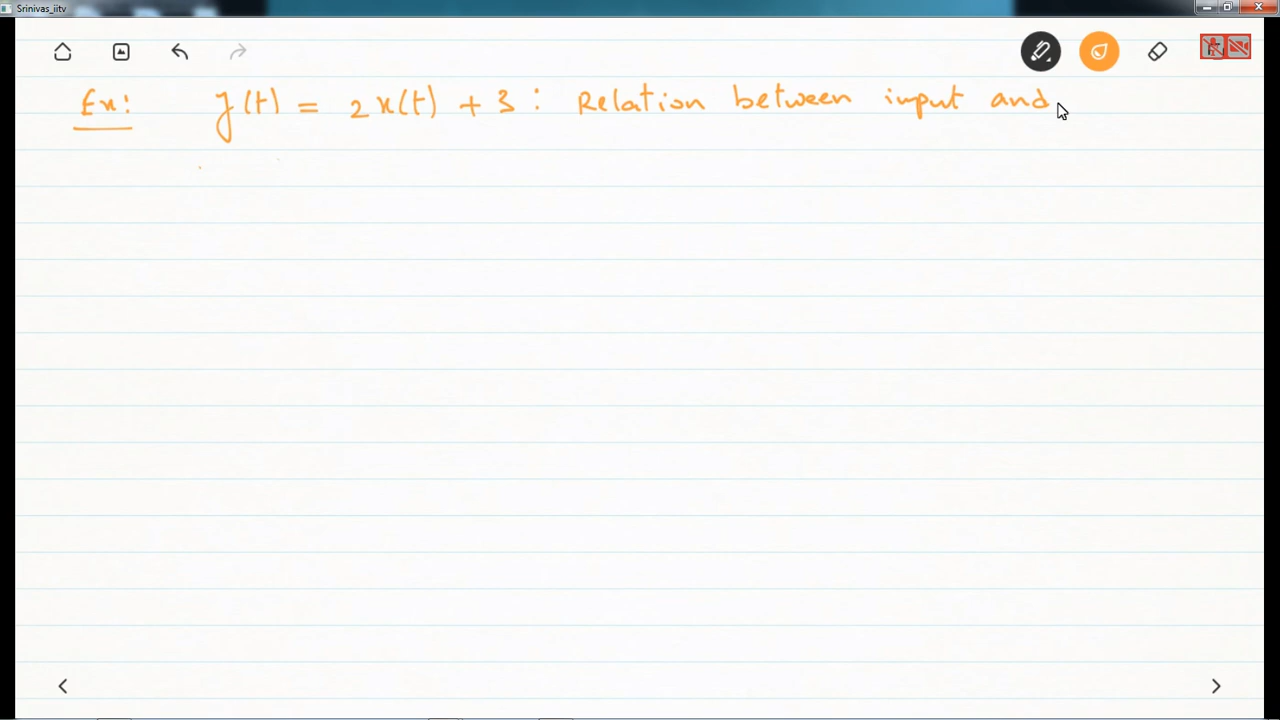 Srinivas_iitv
Ex: y(t) = 2x(t) + 3 : Relation between input and